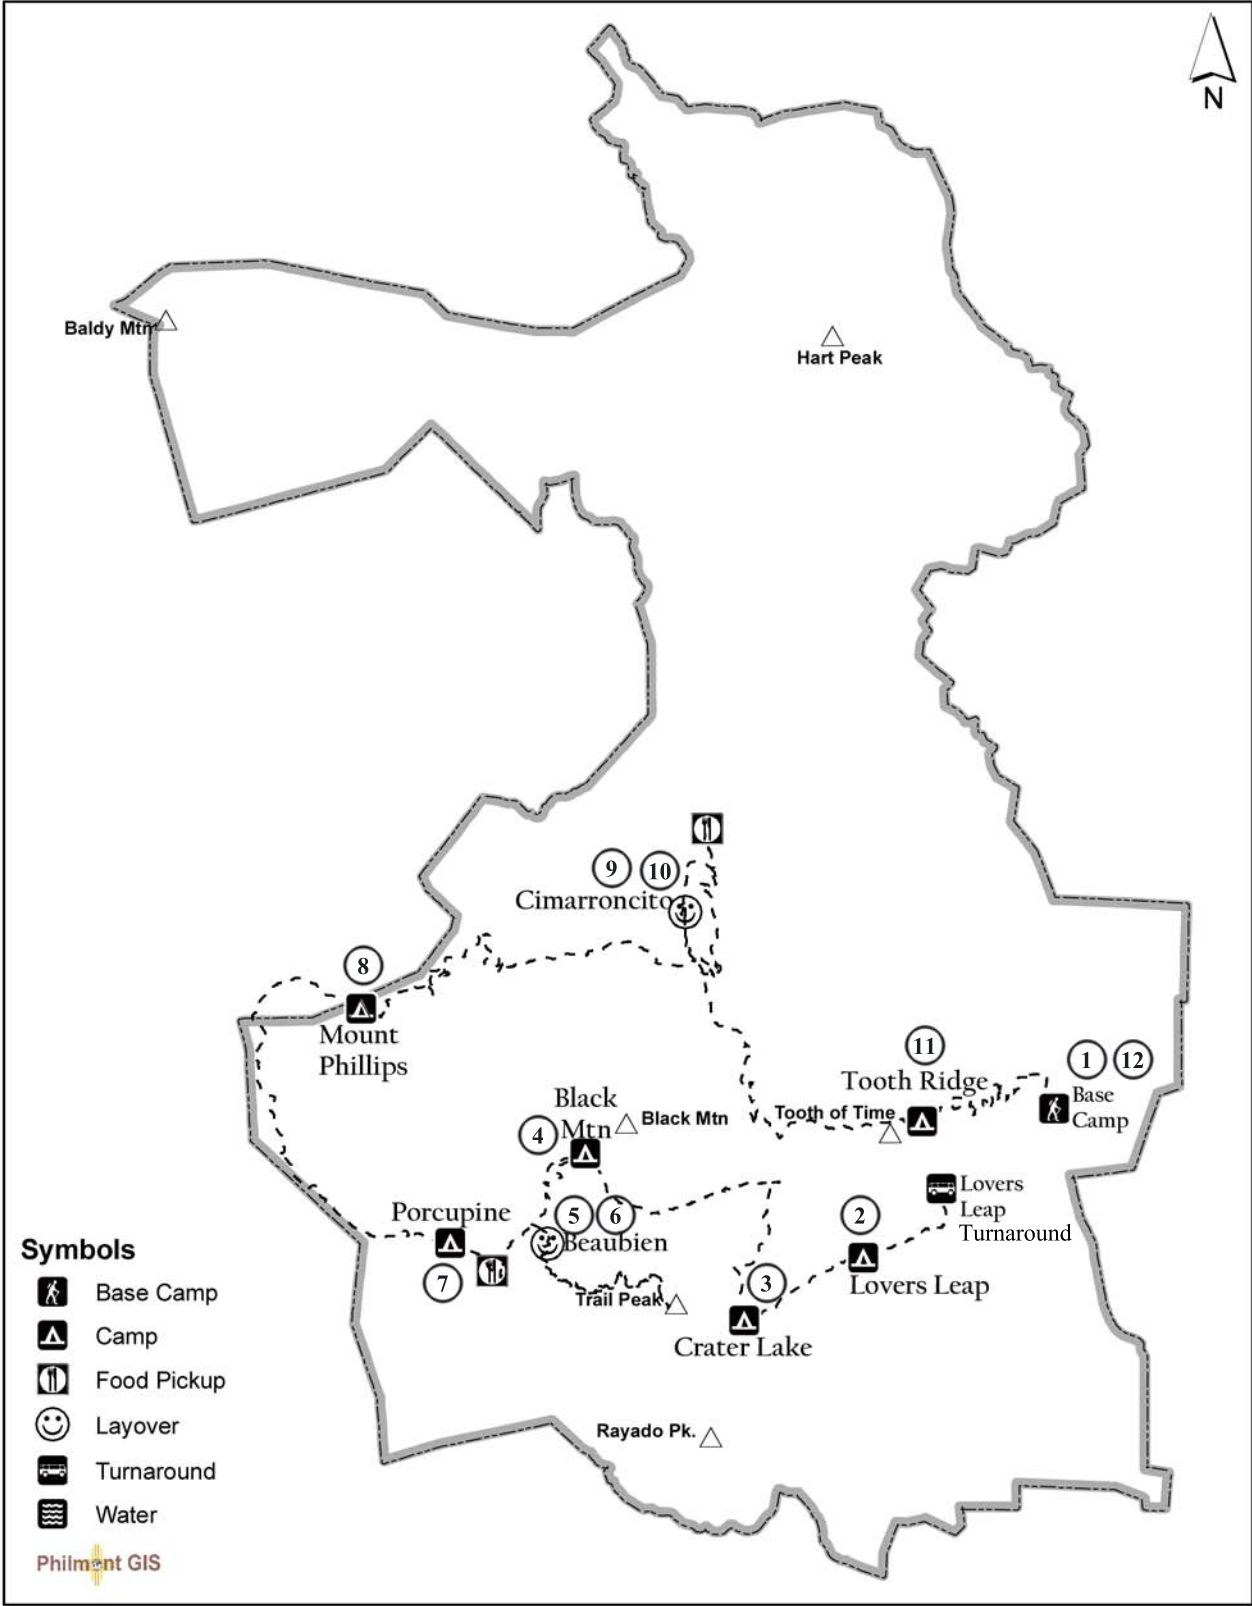 N
Baldy Mtn
Hart Peak
9
10
Cimarroncito
8
Mount
Phillips
11
Tooth Ridge
1
12
Base
Camp
Black
Mtn
Black Mtn
Tooth of Time
4
Lovers
Leap
Turnaround
Porcupine
5
6
Beaubien
2
Lovers Leap
7
3
Trail Peak
Crater Lake
Rayado Pk.
Symbols
Base Camp
Camp
Food Pickup
Layover
Turnaround
Water
Philmont GIS